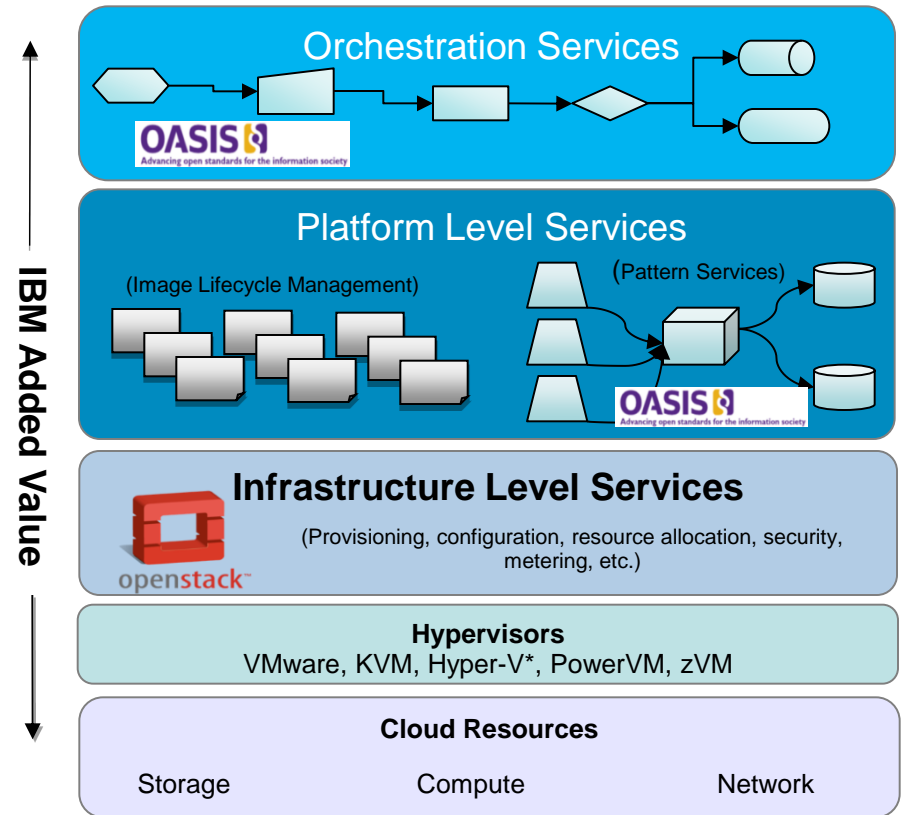 Orchestration Services
OASIS
Advancing open standards for the information society
IBM Added Value
Platform Level Services
(Image Lifecycle Management)
(Pattern Services)
OASIS
Advancing open standards for the information society
Infrastructure Level Services
(Provisioning, configuration, resource allocation, security,
metering, etc.)
openstack™
Hypervisors
VMware, KVM, Hyper-V*, PowerVM, zVM
Cloud Resources
Storage Compute Network